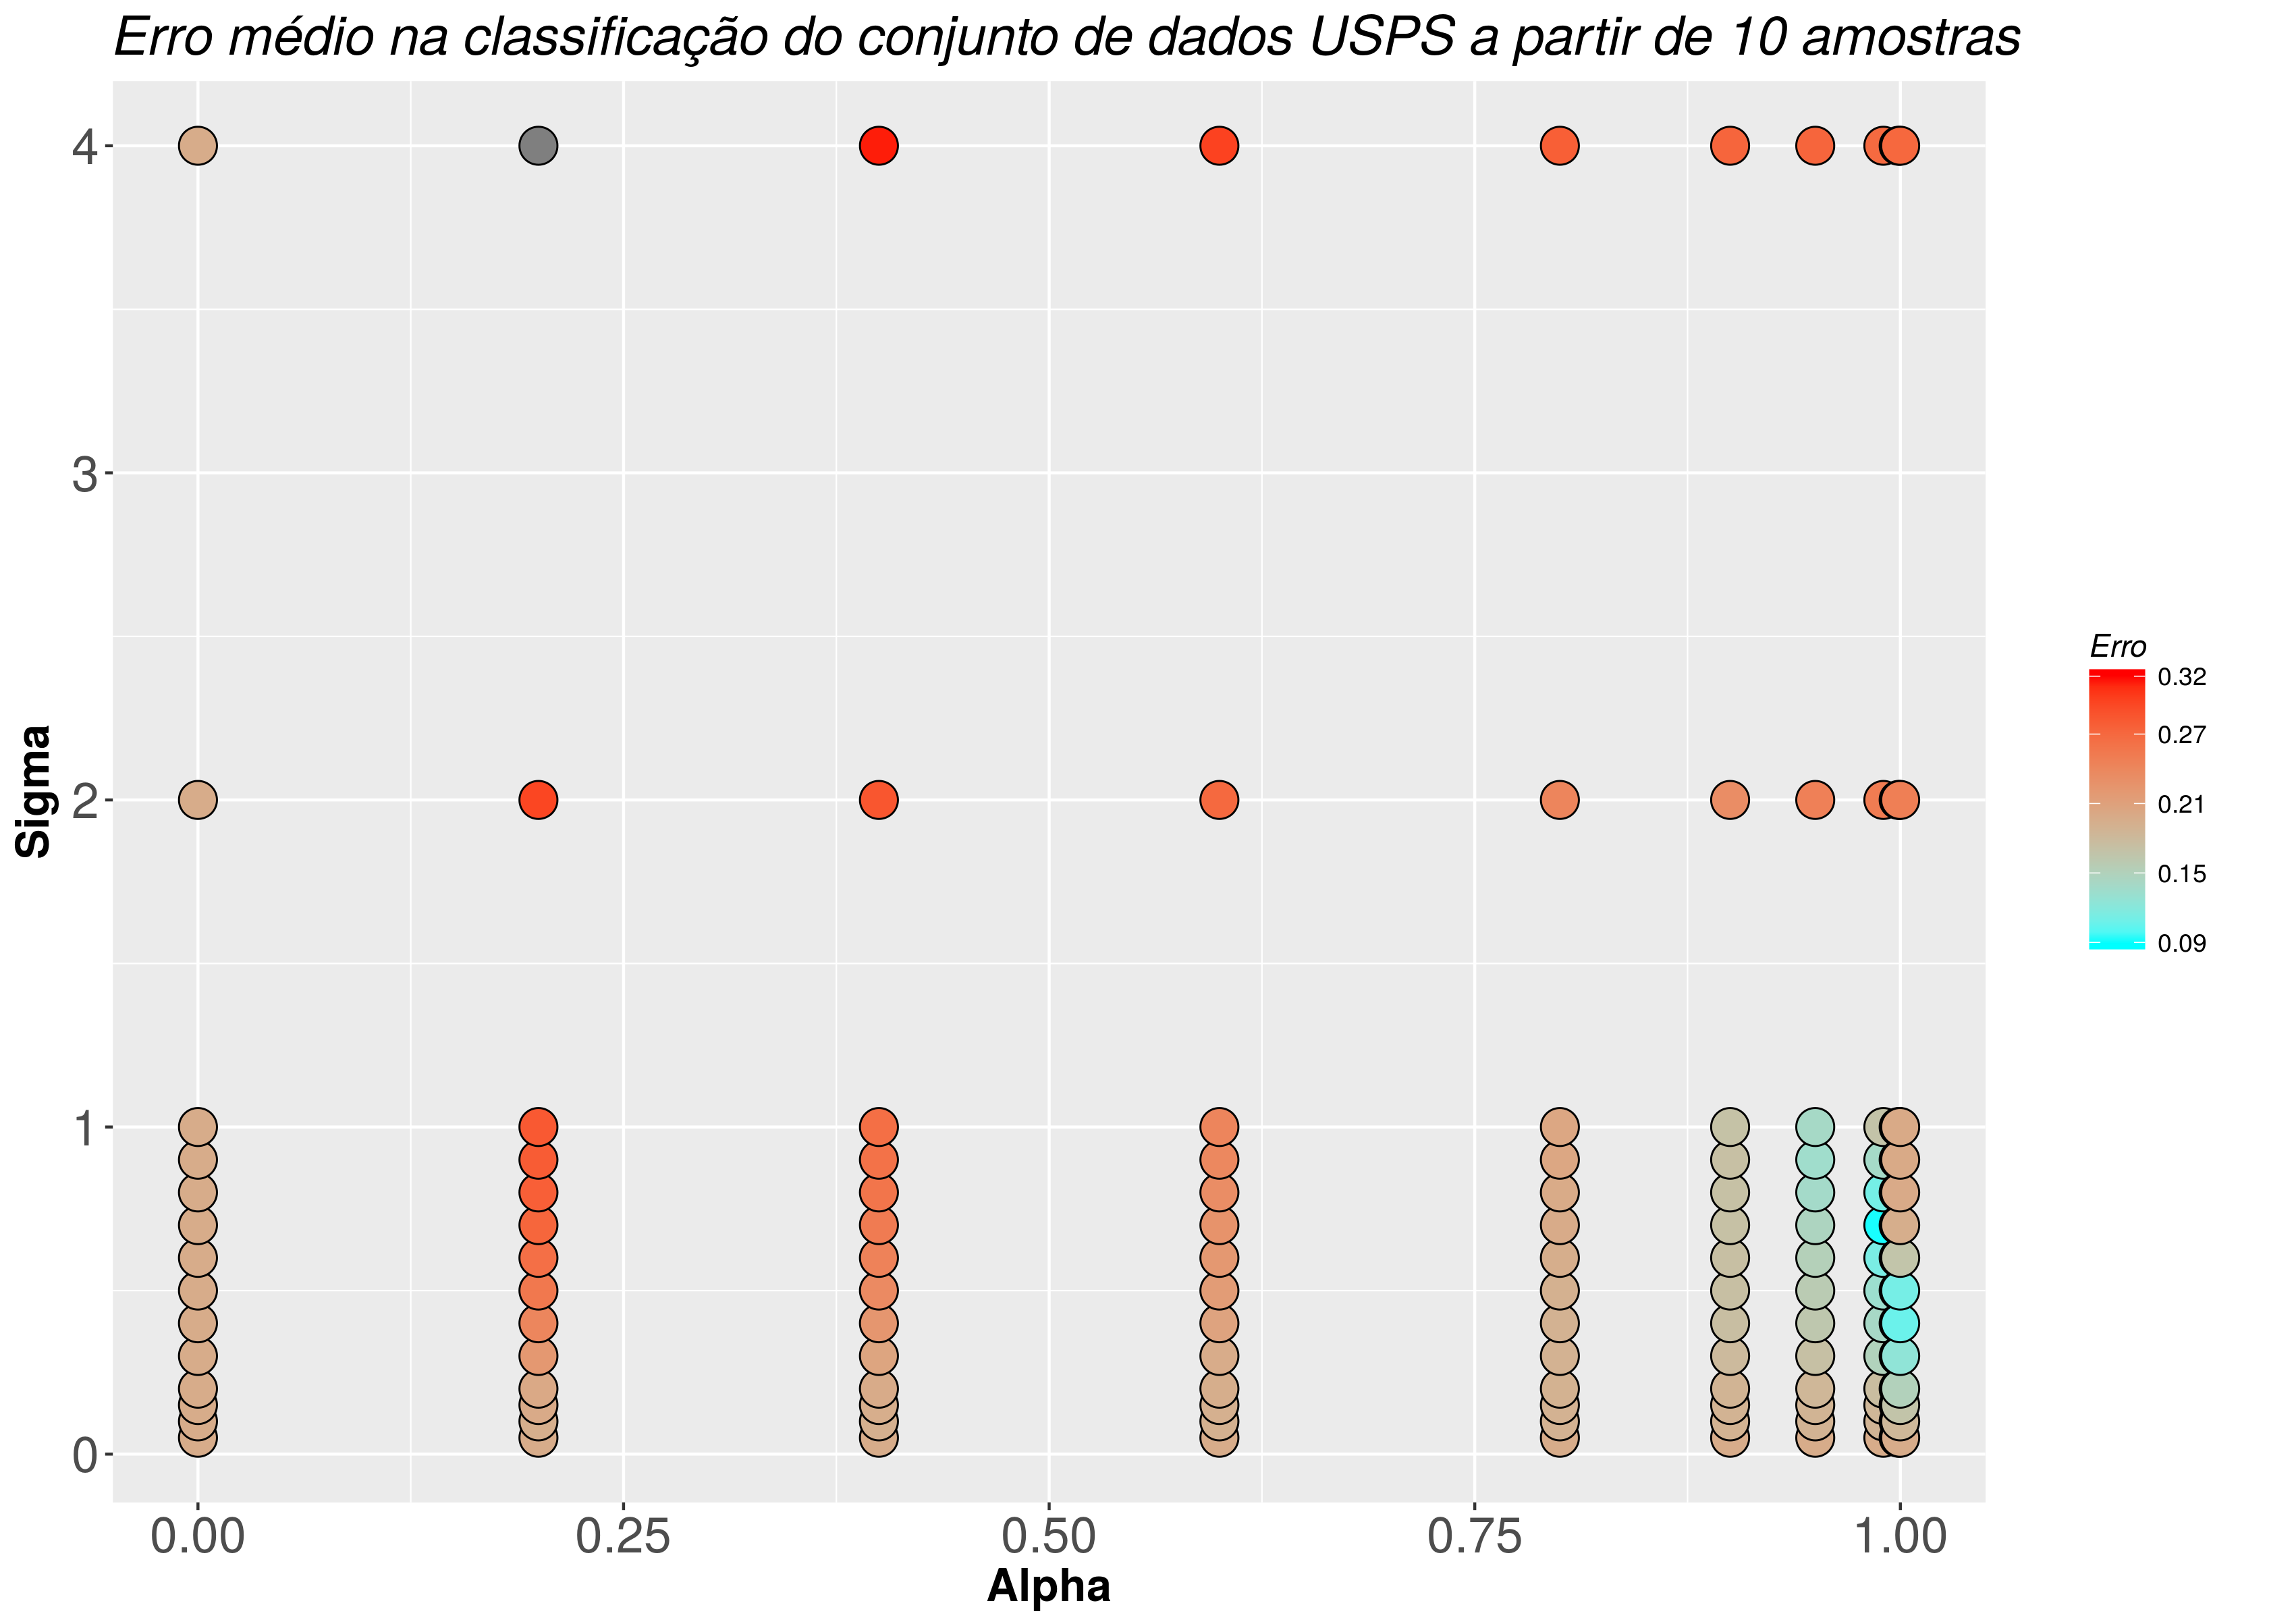 Erro médio na classificação do conjunto de dados USPS a partir de 10 amostras
4
3
2
1
0
Sigma
0.00 0.25 0.50 0.75 1.00
Alpha
Erro
0.32
0.27
0.21
0.15
0.09